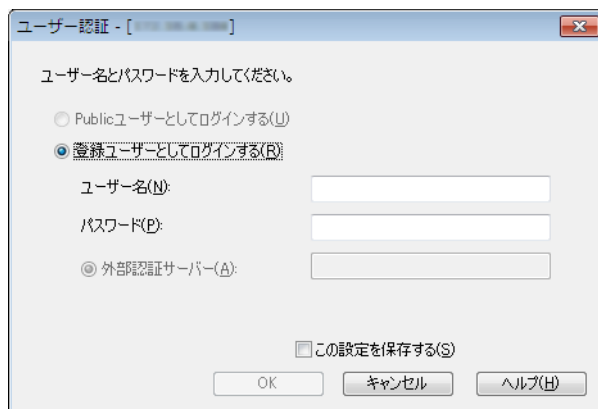 ユーザー認証 - [ ]
ユーザー名とパスワードを入力してください。
Publicユーザーとしてログインする(U)
登録ユーザーとしてログインする(R)
ユーザー名(N):
パスワード(P):
外部認証サーバー(A):
この設定を保存する(S)
OK キャンセル ヘルプ(H)